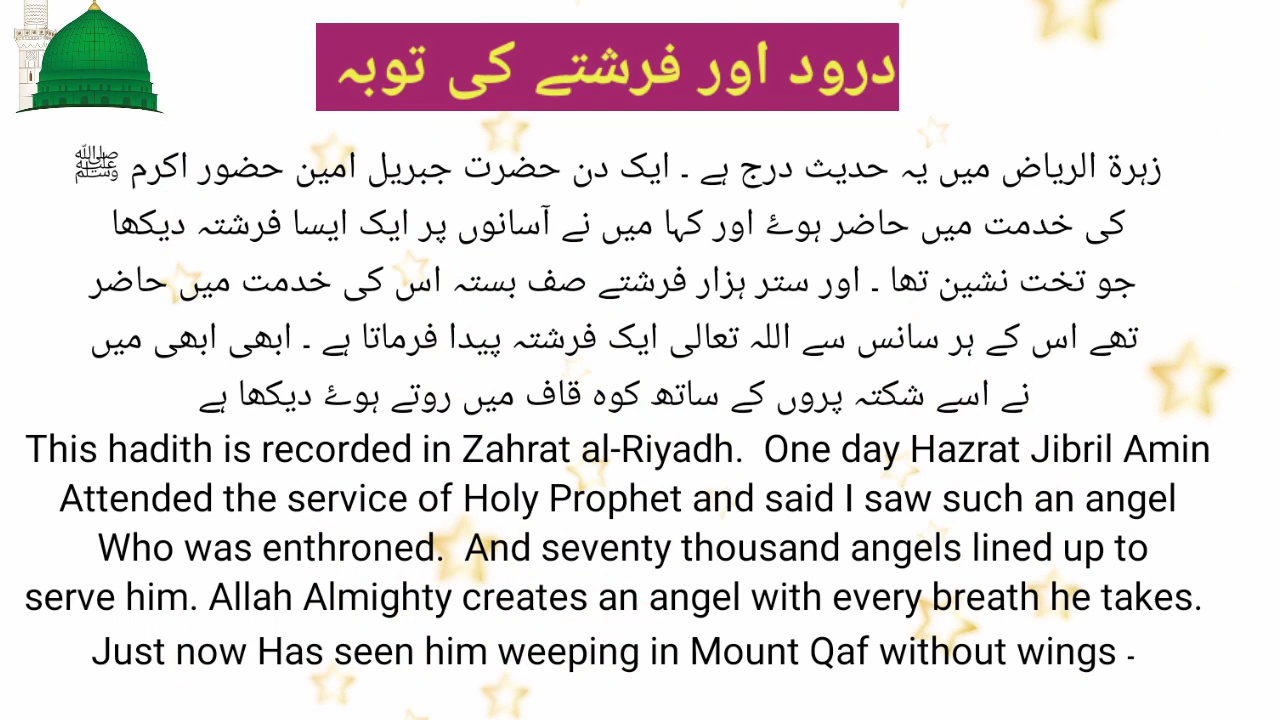 درود اور فرشتے کی توبہ
زہرة الریاض میں یہ حدیث درج ہے ۔ ایک دن حضرت جبریل امین حضور اکرم ﷺ
کی خدمت میں حاضر ہوۓ اور کہا میں نے آسانوں پر ایک ایسا فرشتہ دیکھا
جو تخت نشین تھا ۔ اور ستر ہزار فرشتے صف بستہ اس کی خدمت میں حاضر
تھے اس کے ہر سانس سے اللہ تعالی ایک فرشتہ پیدا فرماتا ہے ۔ ابھی ابھی میں
نے اسے شکتہ پروں کے ساتھ کوہ قاف میں روتے ہوۓ دیکھا ہے
This hadith is recorded in Zahrat al-Riyadh.  One day Hazrat Jibril Amin
Attended the service of Holy Prophet and said I saw such an angel
Who was enthroned.  And seventy thousand angels lined up to
serve him. Allah Almighty creates an angel with every breath he takes.
Just now Has seen him weeping in Mount Qaf without wings -